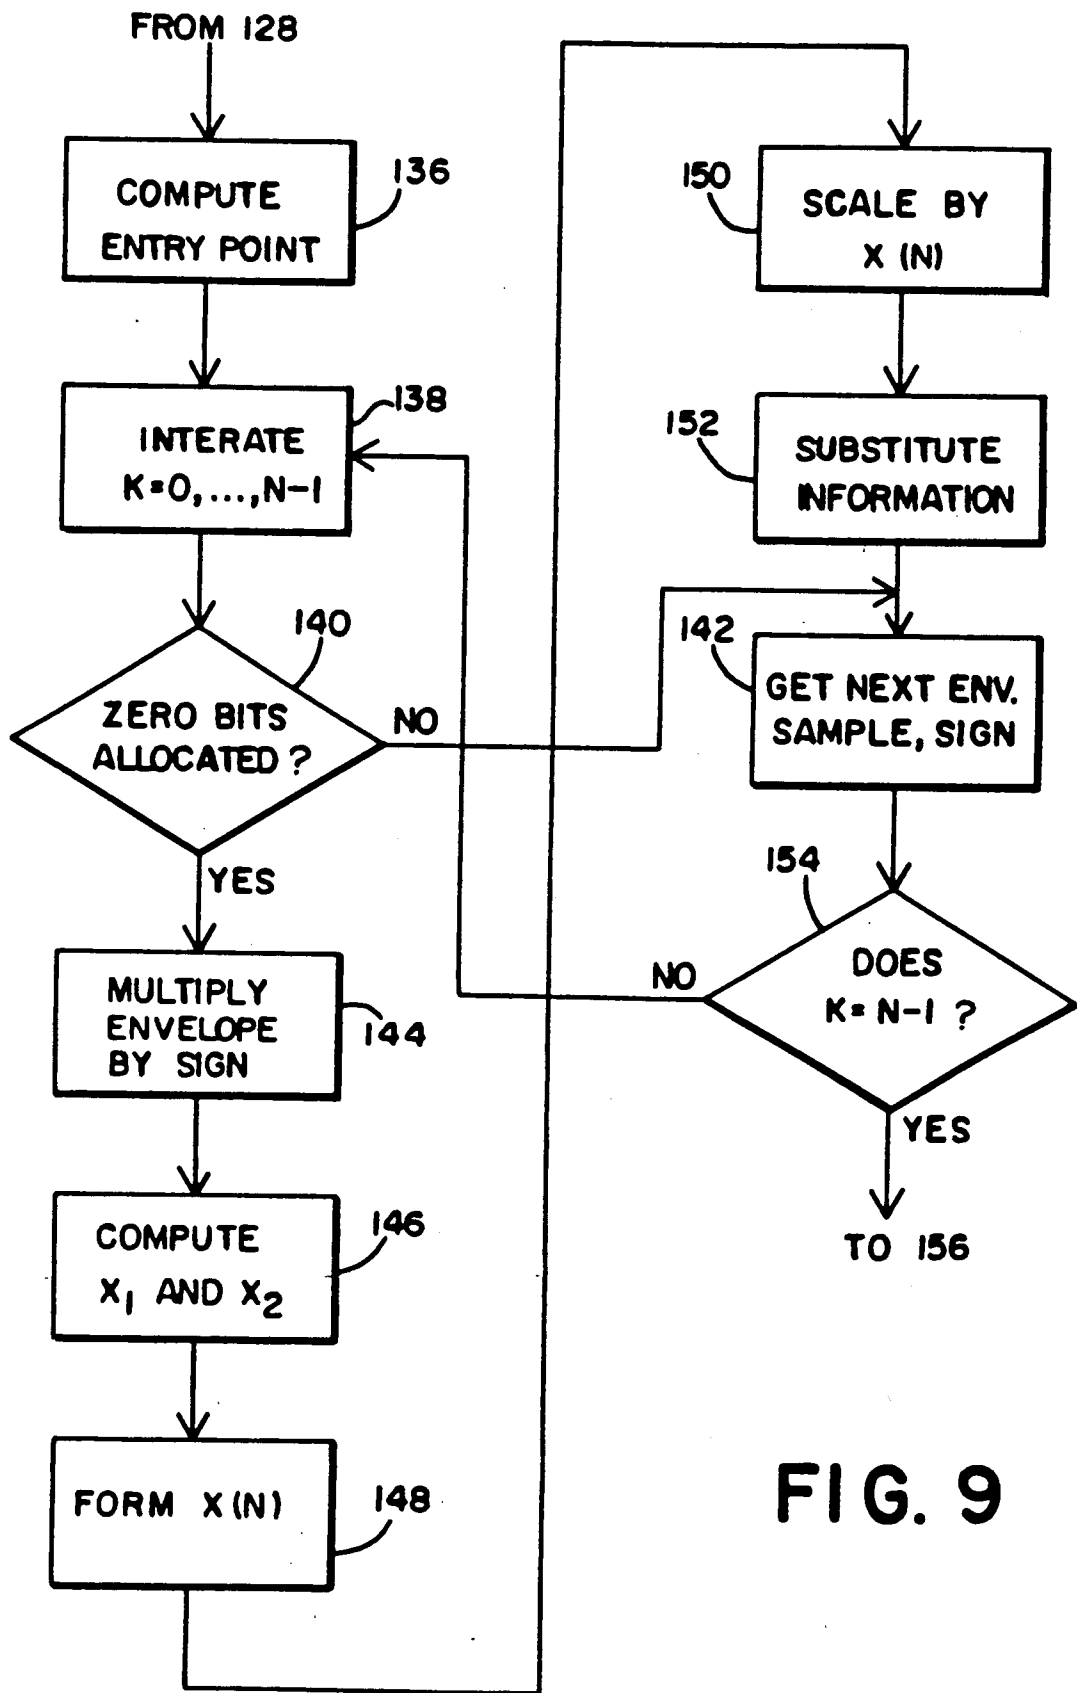 FROM 128
COMPUTE
ENTRY POINT
136
INTERATE
K=0,...,N-1
138
140
ZERO BITS
ALLOCATED?
NO
YES
MULTIPLY
ENVELOPE
BY SIGN
144
COMPUTE
X₁ AND X₂
146
FORM X(N)
148
150
SCALE BY
X (N)
152
SUBSTITUTE
INFORMATION
142
GET NEXT ENV.
SAMPLE, SIGN
154
DOES
K=N-1?
NO
YES
TO 156
FIG. 9